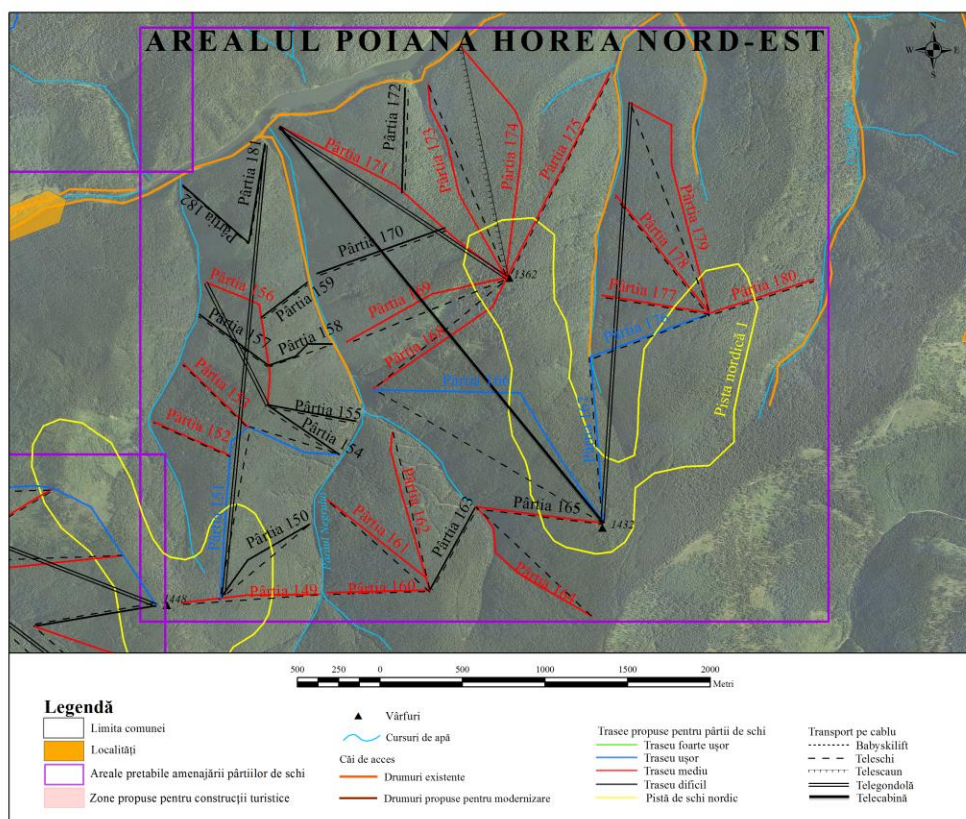 AREALUL POIANA HOREA NORD-EST
N
W E
S
Pârtia 172
Pârtia 173
Pârtia 174
Pârtia 175
Pârtia 181
Pârtia 171
Pârtia 182
Pârtia 170
Pârtia 179
Pârtia 178
1362
Pârtia 156
Pârtia 159
Pârtia 169
Pârtia 177
Pârtia 180
Pârtia 157
Pârtia 158
Pârtia 168
Pârtia 176
Pista nordică 1
Pârtia 153
Pârtia 166
Pârtia 155
Pârtia 152
Pârtia 154
Pârtia 151
Pârtia 150
Pârtia 163
Pârtia 165
1432
Pârtia 162
Pârtia 161
Pârtia 149
Pârtia 160
Pârtia 164
1448
500 250 0 500 1000 1500 2000
Metri
Legendă
Limita comunei
Localităţi
Areale pretabile amenajării pârtiilor de schi
Zone propuse pentru construcţii turistice
Vârfuri
Cursuri de apă
Căi de acces
Drumuri existente
Drumuri propuse pentru modernizare
Trasee propuse pentru pârtii de schi
Traseu foarte uşor
Traseu uşor
Traseu mediu
Traseu dificil
Pistă de schi nordic
Transport pe cablu
Babyskilift
Teleschi
Telescaun
Telegondolă
Telecabină